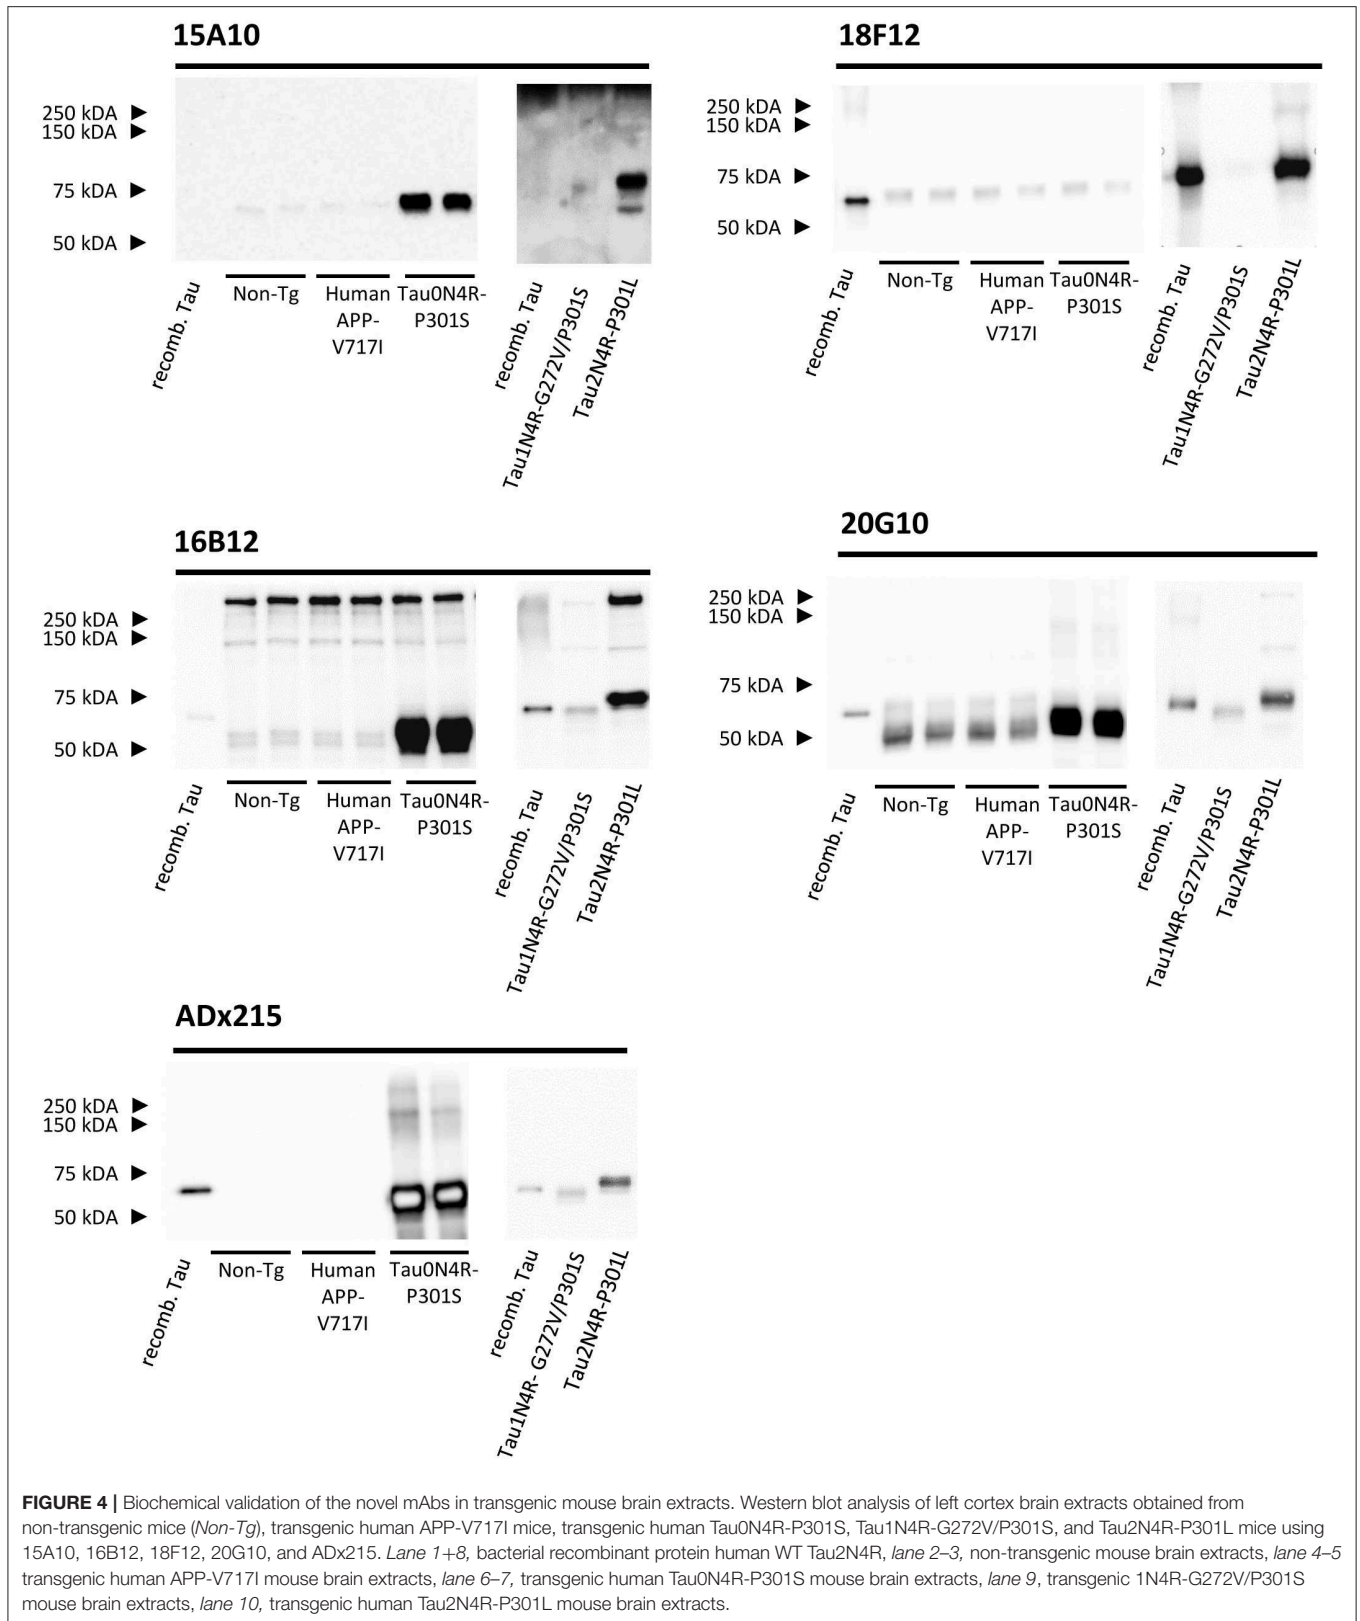 15A10
250 kDA ►
150 kDA ►
75 kDA ►
50 kDA ►
recomb. Tau
Non-Tg
Human
APP-
V717I
Tau0N4R-
P301S
recomb. Tau
Tau1N4R-G272V/P301S
Tau2N4R-P301L
18F12
250 kDA ►
150 kDA ►
75 kDA ►
50 kDA ►
recomb. Tau
Non-Tg
Human
APP-
V717I
Tau0N4R-
P301S
recomb. Tau
Tau1N4R-G272V/P301S
Tau2N4R-P301L
16B12
250 kDA ►
150 kDA ►
75 kDA ►
50 kDA ►
recomb. Tau
Non-Tg
Human
APP-
V717I
Tau0N4R-
P301S
recomb. Tau
Tau1N4R-G272V/P301S
Tau2N4R-P301L
20G10
250 kDA ►
150 kDA ►
75 kDA ►
50 kDA ►
recomb. Tau
Non-Tg
Human
APP-
V717I
Tau0N4R-
P301S
recomb. Tau
Tau1N4R-G272V/P301S
Tau2N4R-P301L
ADx215
250 kDA ►
150 kDA ►
75 kDA ►
50 kDA ►
recomb. Tau
Non-Tg
Human
APP-
V717I
Tau0N4R-
P301S
recomb. Tau
Tau1N4R- G272V/P301S
Tau2N4R-P301L
FIGURE 4 | Biochemical validation of the novel mAbs in transgenic mouse brain extracts. Western blot analysis of left cortex brain extracts obtained from
non-transgenic mice (Non-Tg), transgenic human APP-V717I mice, transgenic human Tau0N4R-P301S, Tau1N4R-G272V/P301S, and Tau2N4R-P301L mice using
15A10, 16B12, 18F12, 20G10, and ADx215. Lane 1+8, bacterial recombinant protein human WT Tau2N4R, lane 2–3, non-transgenic mouse brain extracts, lane 4–5
transgenic human APP-V717I mouse brain extracts, lane 6–7, transgenic human Tau0N4R-P301S mouse brain extracts, lane 9, transgenic 1N4R-G272V/P301S
mouse brain extracts, lane 10, transgenic human Tau2N4R-P301L mouse brain extracts.